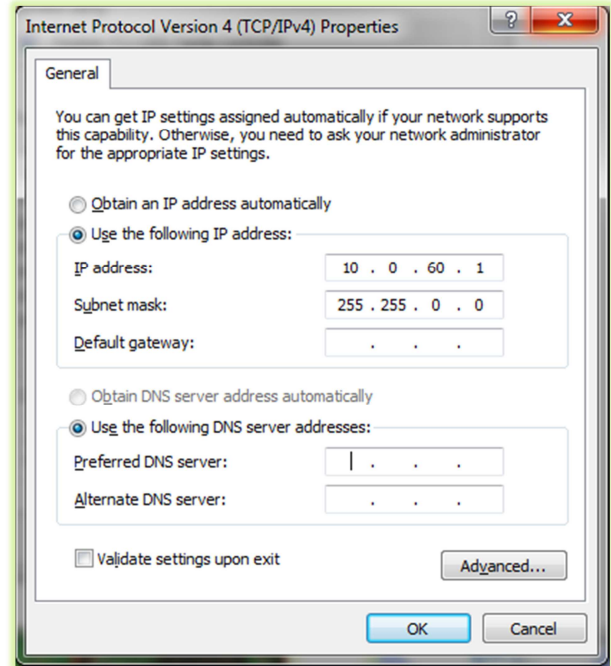 Internet Protocol Version 4 (TCP/IPv4) Properties
General
You can get IP settings assigned automatically if your network supports
this capability. Otherwise, you need to ask your network administrator
for the appropriate IP settings.
Obtain an IP address automatically
Use the following IP address:
IP address: 10 . 0 . 60 . 1
Subnet mask: 255 . 255 . 0 . 0
Default gateway: . . .
Obtain DNS server address automatically
Use the following DNS server addresses:
Preferred DNS server: . . .
Alternate DNS server: . . .
Validate settings upon exit
Advanced...
OK Cancel